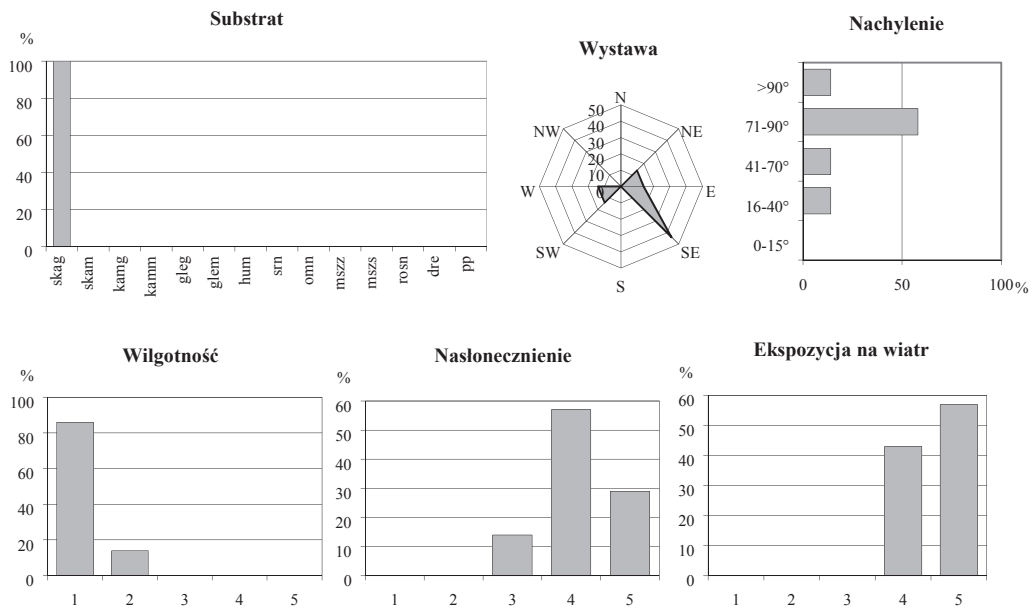 Substrat
%
100
80
60
40
20
0
skag
skam
kamg
kamm
gleg
glem
hum
srn
omn
mszz
mszs
rosn
dre
pp
Wystawa
N
NE
E
SE
S
SW
W
NW
50
40
30
20
10
0
Nachylenie
>90°
71-90°
41-70°
16-40°
0-15°
0 50 100%
Wilgotność
%
100
80
60
40
20
0
1 2 3 4 5
Nasłonecznienie
%
60
50
40
30
20
10
0
1 2 3 4 5
Ekspozycja na wiatr
%
60
50
40
30
20
10
0
1 2 3 4 5